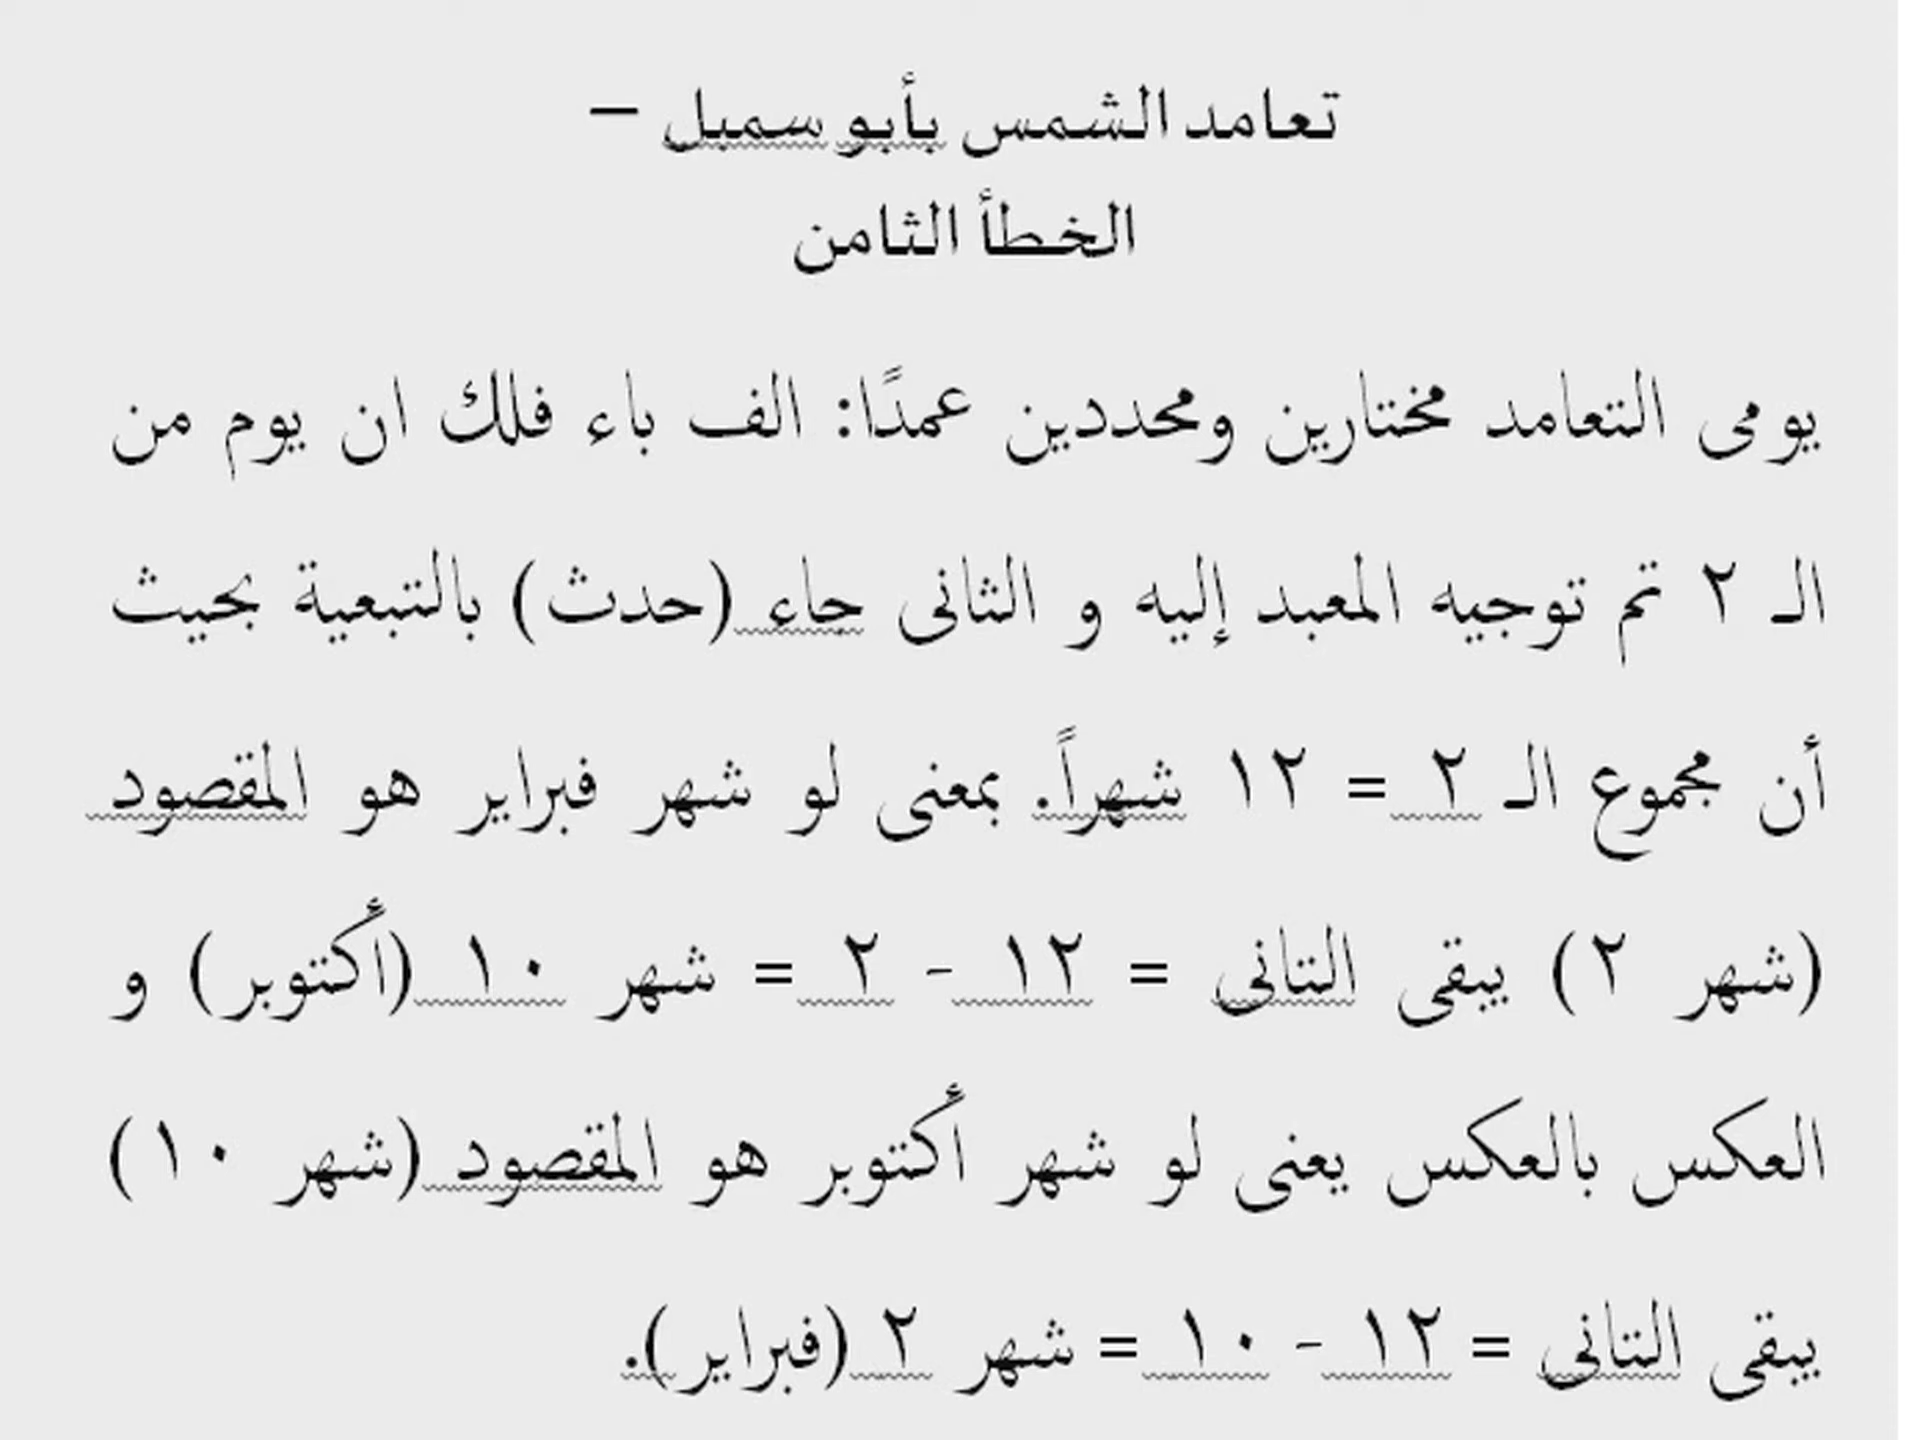 تعامد الشمس بأبو سمبل –
الخطأ الثامن
يومى التعامد مختارين ومحددين عمدًا: الف باء فلك ان يوم من
الـ ٢ تم توجيه المعبد إليه و الثانى جاء (حدث) بالتبعية بحيث
أن مجموع الـ ٢ = ١٢ شهراً. بمعنى لو شهر فبراير هو المقصود
(شهر ٢) يبقى التانى = ١٢ - ٢ = شهر ١٠ (أكتوبر) و
العكس بالعكس يعنى لو شهر أكتوبر هو المقصود (شهر ١٠)
يبقى التانى = ١٢ - ١٠ = شهر ٢ (فبراير).